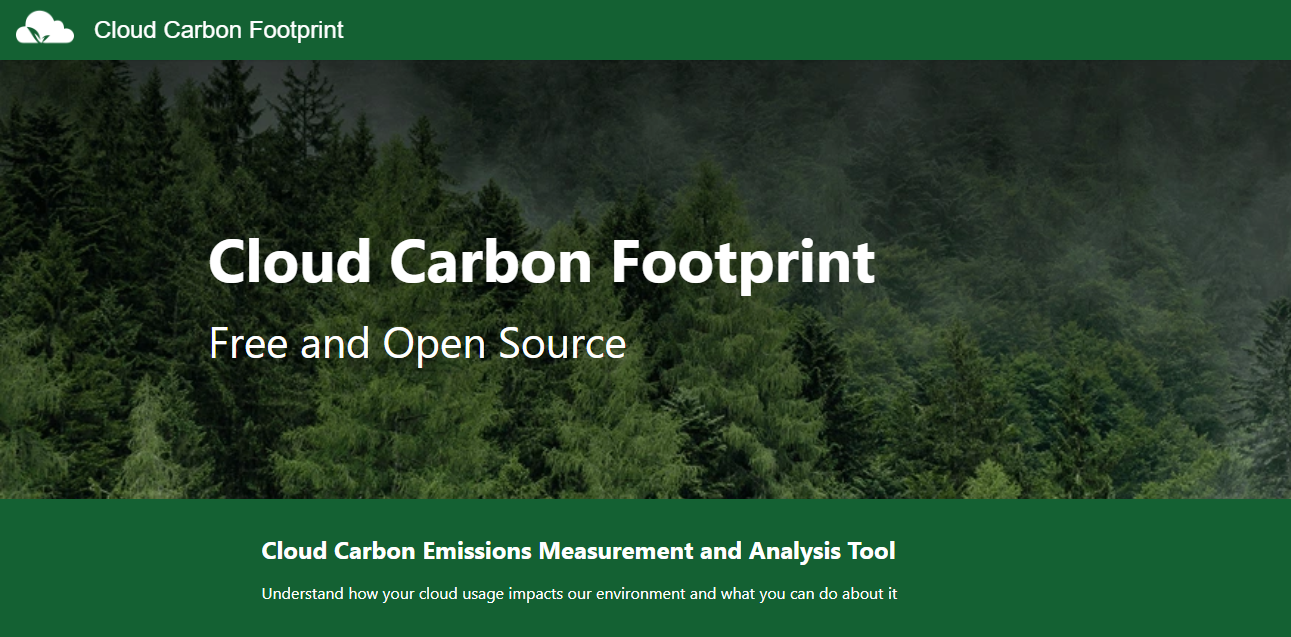 Cloud Carbon Footprint
Cloud Carbon Footprint
Free and Open Source
Cloud Carbon Emissions Measurement and Analysis Tool
Understand how your cloud usage impacts our environment and what you can do about it